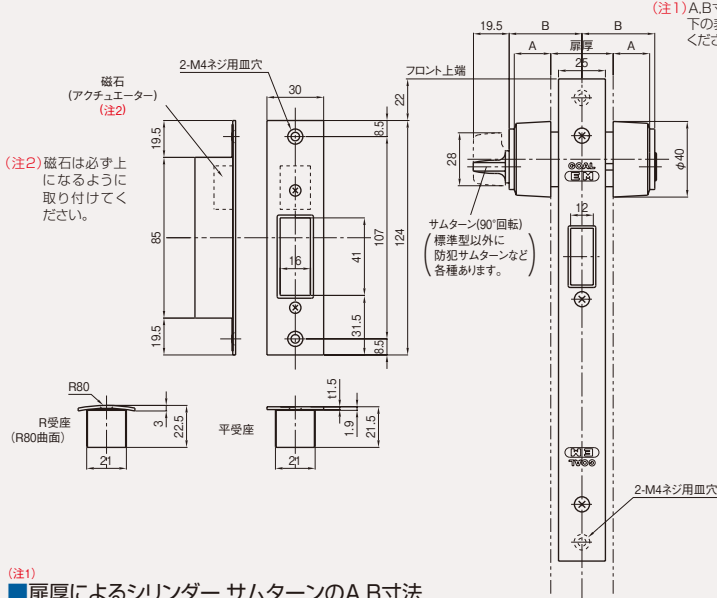 (注1)A,B寸
下の表
くださ
19.5
B
B
A
扉厚
A
25
フロント上端
22
2-M4ネジ用皿穴
30
磁石
(アクチュエーター)
(注2)
19.5
8.5
(注2)磁石は必ず上
になるように
取り付けてく
ださい。
28
GOAL
EM
φ40
12
サムターン(90°回転)
標準型以外に
防犯サムターンなど
各種あります。
85
16
41
107
124
31.5
19.5
8.5
R80
R受座
(R80曲面)
3
22.5
21
平受座
t1.5
1.9
21.5
21
EM
GOAL
2-M4ネジ用皿穴
(注1)
■扉厚によるシリンダー,サムターンのA,B寸法